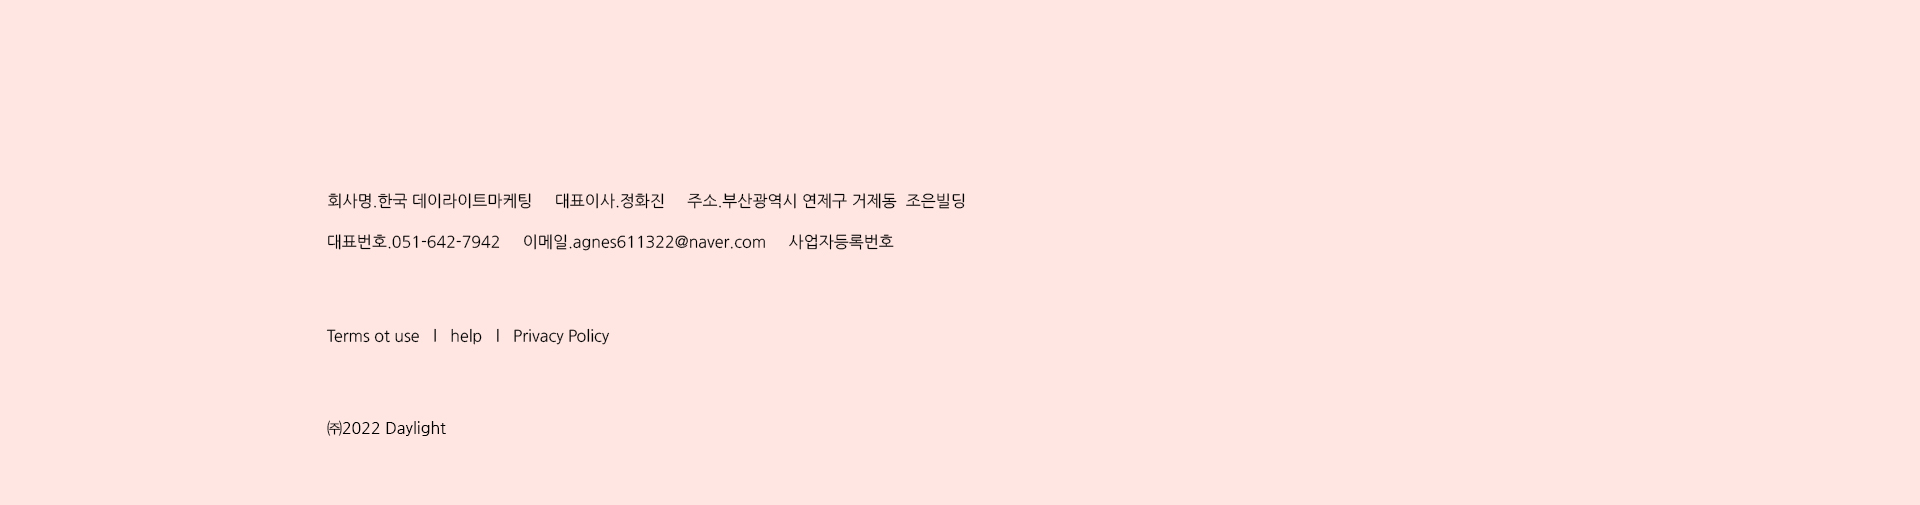 회사명.한국 데이라이트마케팅 대표이사.정화진 주소.부산광역시 연제구 거제동 조은빌딩
대표번호.051-642-7942 이메일.agnes611322@naver.com 사업자등록번호
Terms ot use l help l Privacy Policy
㈜2022 Daylight